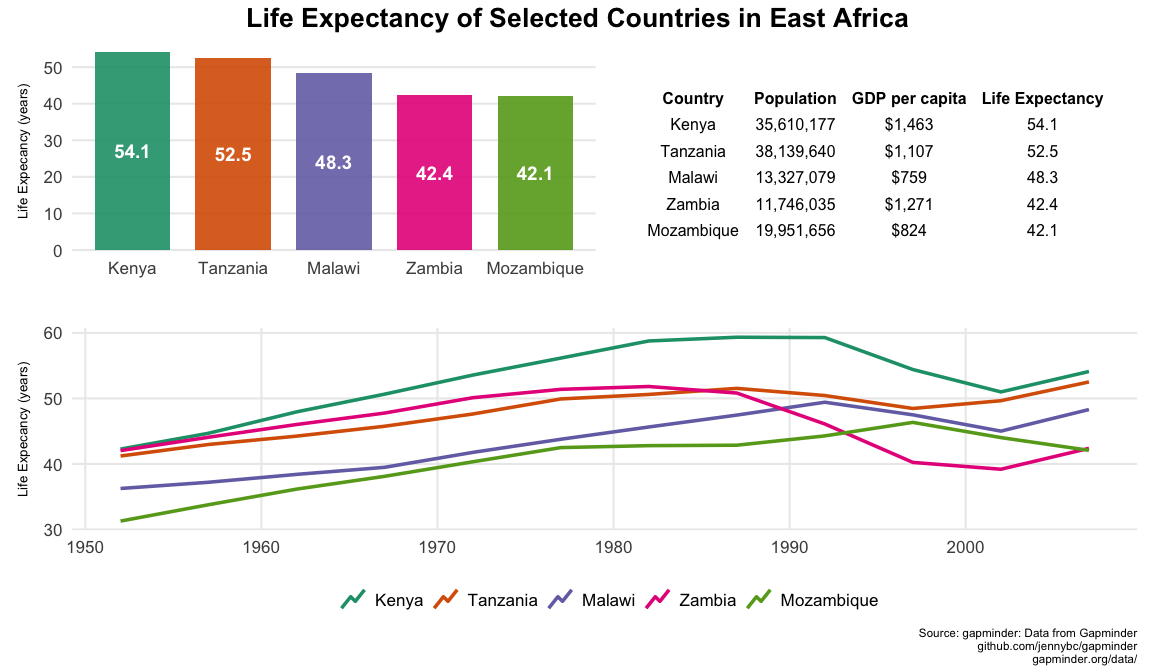 Life Expectancy of Selected Countries in East Africa
Life Expecancy (years)
50
40
30
20
10
0
54.1 52.5 48.3 42.4 42.1
Kenya Tanzania Malawi Zambia Mozambique
Country Population GDP per capita Life Expectancy
Kenya 35,610,177 $1,463 54.1
Tanzania 38,139,640 $1,107 52.5
Malawi 13,327,079 $759 48.3
Zambia 11,746,035 $1,271 42.4
Mozambique 19,951,656 $824 42.1
Life Expecancy (years)
60
50
40
30
1950 1960 1970 1980 1990 2000
Kenya Tanzania Malawi Zambia Mozambique
Source: gapminder: Data from Gapminder
github.com/jennybc/gapminder
gapminder.org/data/